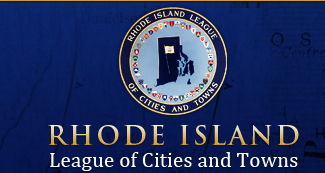 RHODE ISLAND LEAGUE
OF CITIES AND TOWNS
RHODE ISLAND
League of Cities and Towns